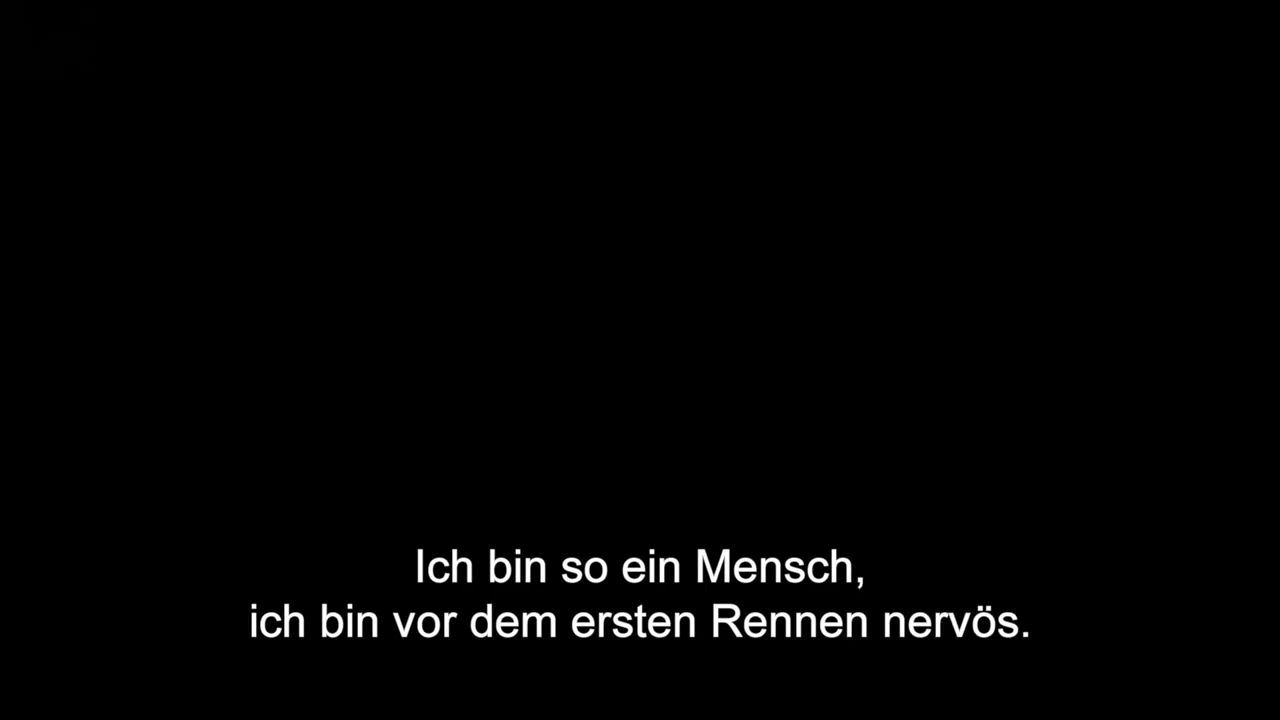 Ich bin so ein Mensch,
ich bin vor dem ersten Rennen nervös.